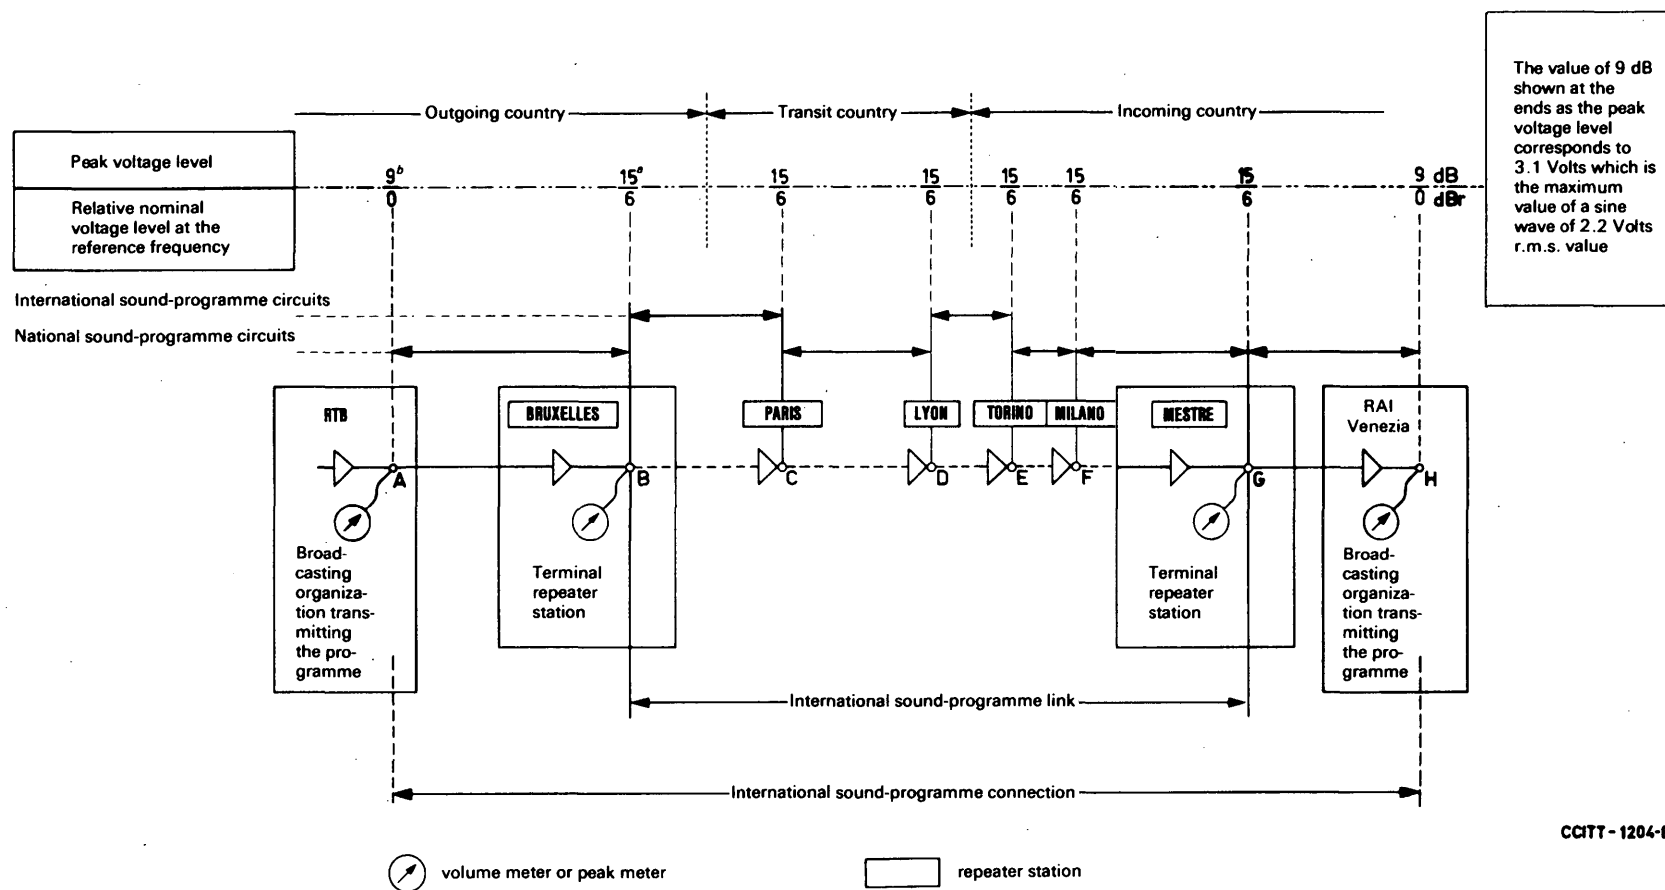 The value of 9 dB
shown at the
ends as the peak
voltage level
corresponds to
3.1 Volts which is
the maximum
value of a sine
wave of 2.2 Volts
r.m.s. value
Outgoing country
Transit country
Incoming country
Peak voltage level
9b 15a 15 15 15 15 15 9 dB
0 6 6 6 6 6 6 0 dBr
Relative nominal
voltage level at the
reference frequency
International sound-programme circuits
National sound-programme circuits
RTB
BRUXELLES
PARIS
LYON
TORINO
MILANO
MESTRE
RAI
Venezia
A
B
C
D
E
F
G
H
Broad-
casting
organiza-
tion trans-
mitting
the pro-
gramme
Terminal
repeater
station
Terminal
repeater
station
Broad-
casting
organiza-
tion trans-
mitting
the pro-
gramme
International sound-programme link
International sound-programme connection
volume meter or peak meter
repeater station